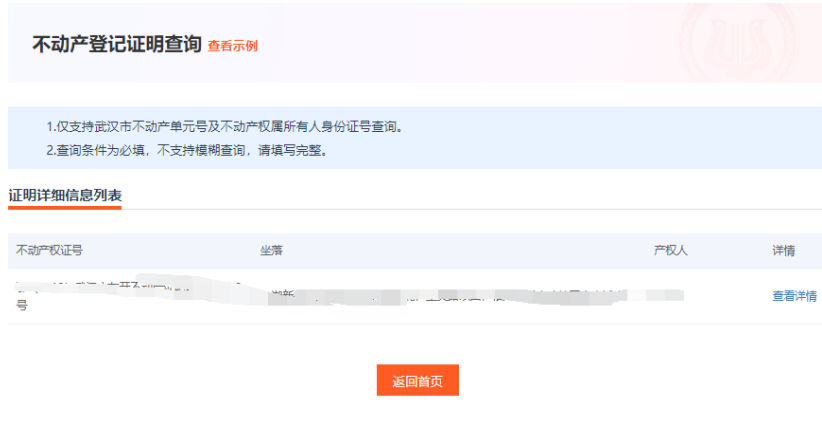 不动产登记证明查询 查看示例
1.仅支持武汉市不动产单元号及不动产权属所有人身份证号查询。
2.查询条件为必填，不支持模糊查询，请填写完整。
证明详细信息列表
不动产权证号 坐落 产权人 详情
号 查看详情
返回首页